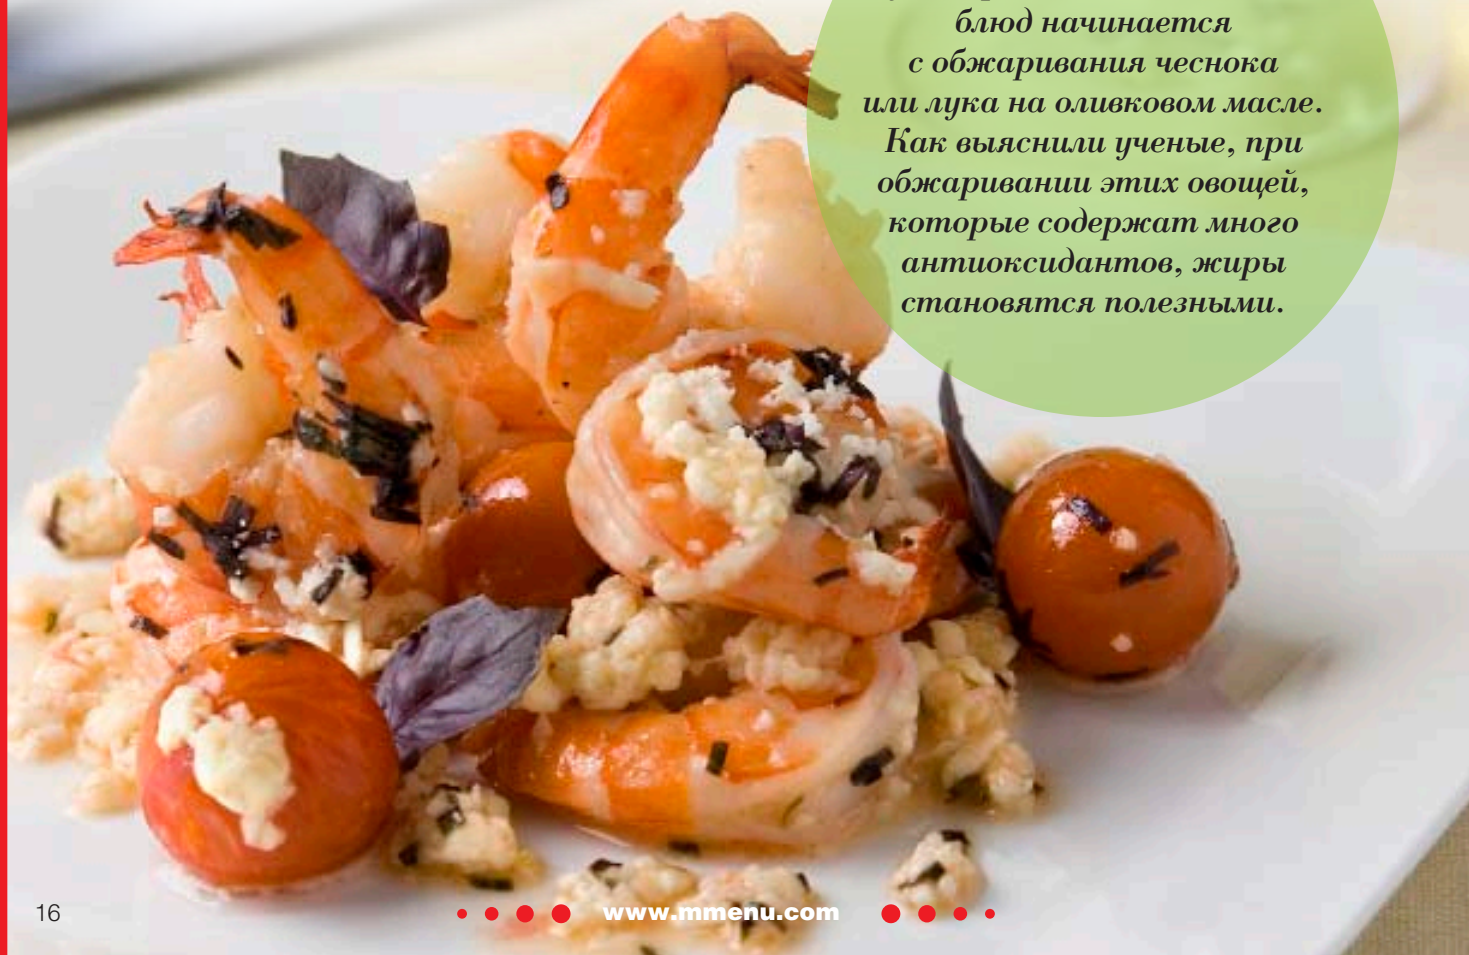 блюд начинается
с обжаривания чеснока
или лука на оливковом масле.
Как выяснили ученые, при
обжаривании этих овощей,
которые содержат много
антиоксидантов, жиры
становятся полезными.
16
www.mmenu.com